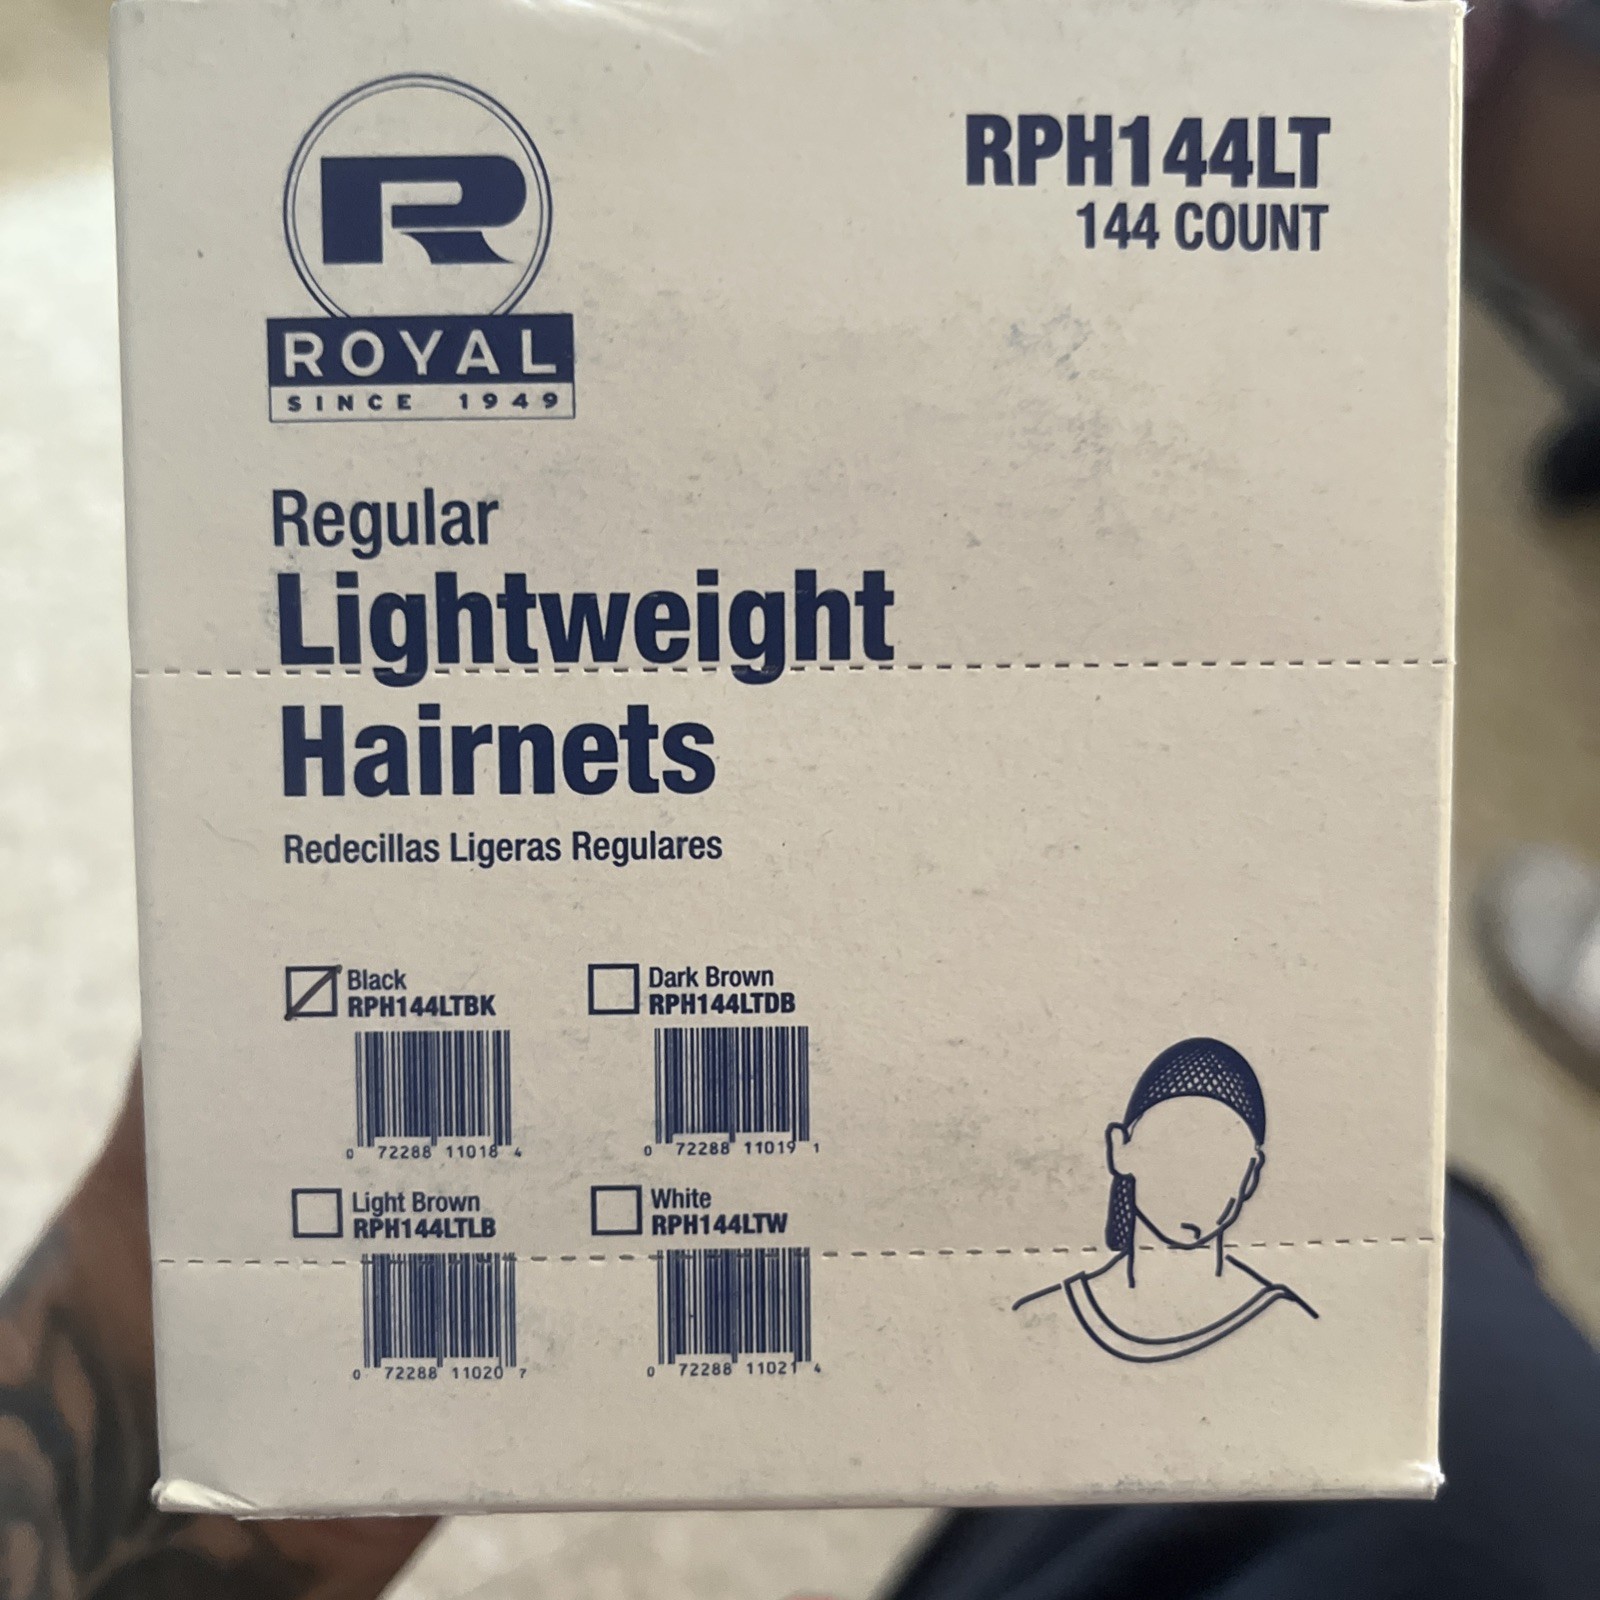 R
ROYAL
SINCE 1949
RPH144LT
144 COUNT
Regular
Lightweight
Hairnets
Redecillas Ligeras Regulares
Black
RPH144LTBK
0 72288 11018 4
Dark Brown
RPH144LTDB
0 72288 11019 1
Light Brown
RPH144LTLB
0 72288 11020 7
White
RPH144LTW
0 72288 11021 4